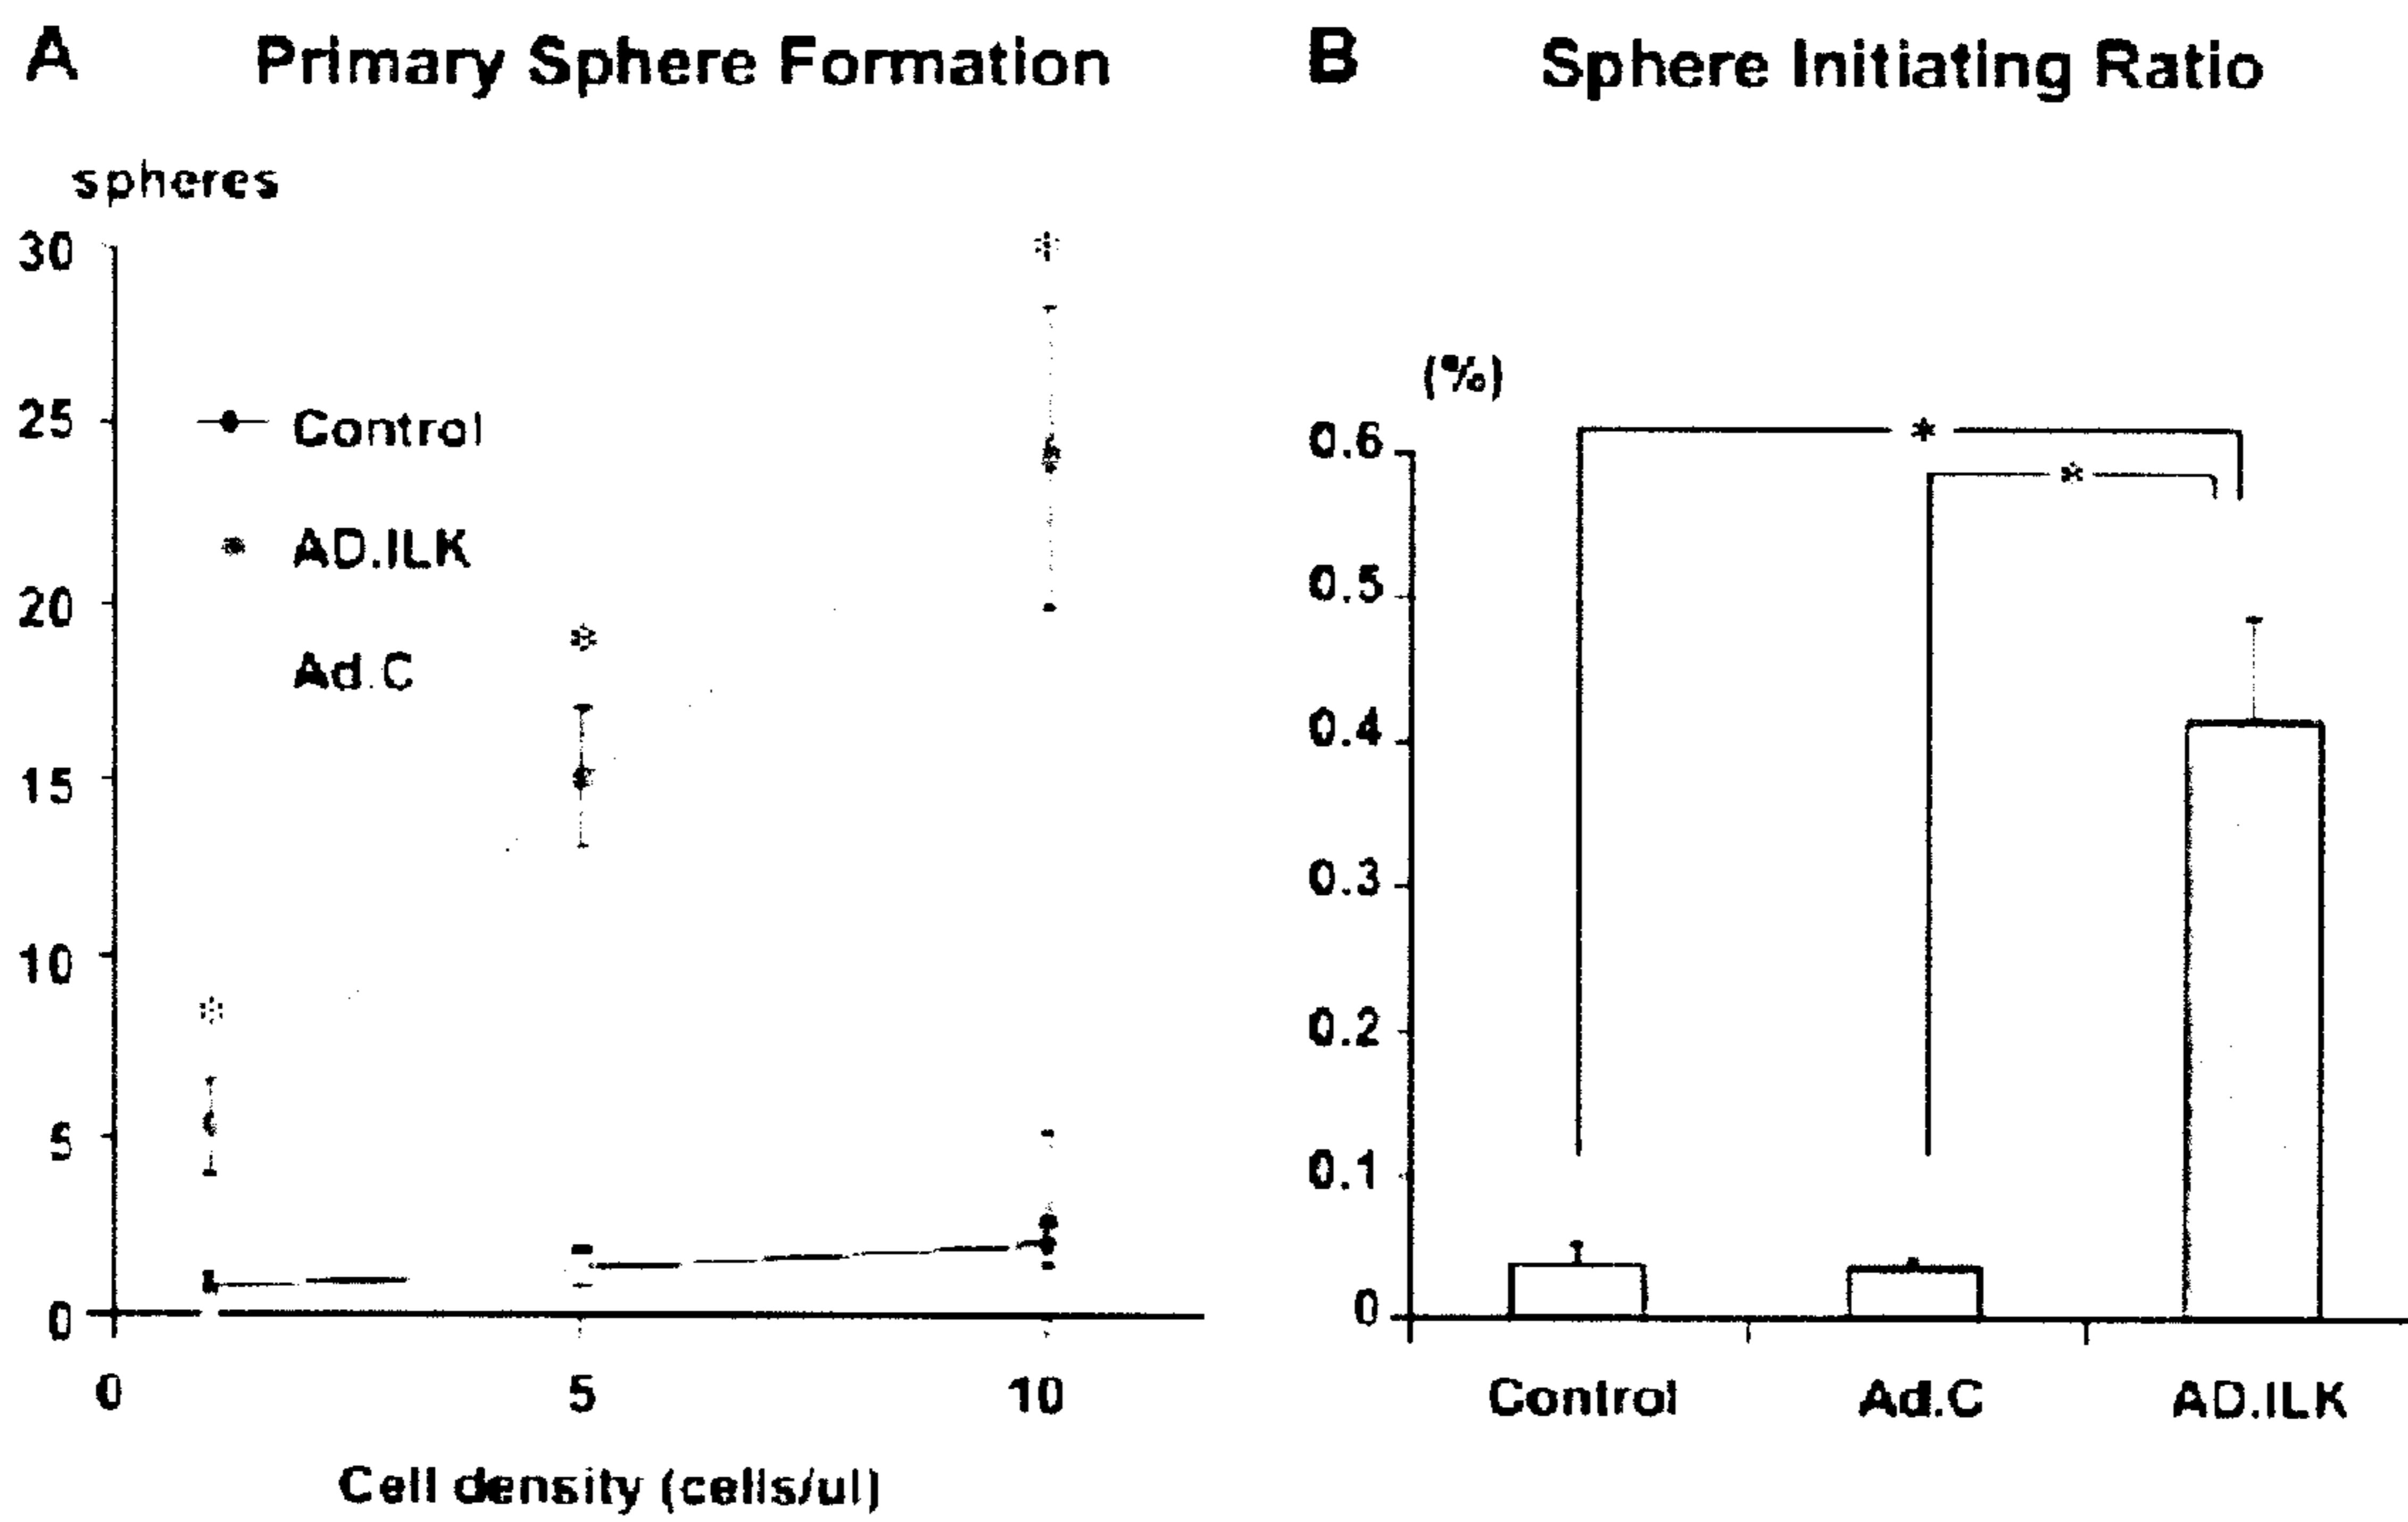 A Primary Sphere Formation
spheres
30
25
20
15
10
5
0
Control
AD.ILK
Ad.C
0 5 10
Cell density (cells/ul)
B Sphere Initiating Ratio
(%)
0.6
0.5
0.4
0.3
0.2
0.1
0
* 
*
Control Ad.C AD.ILK